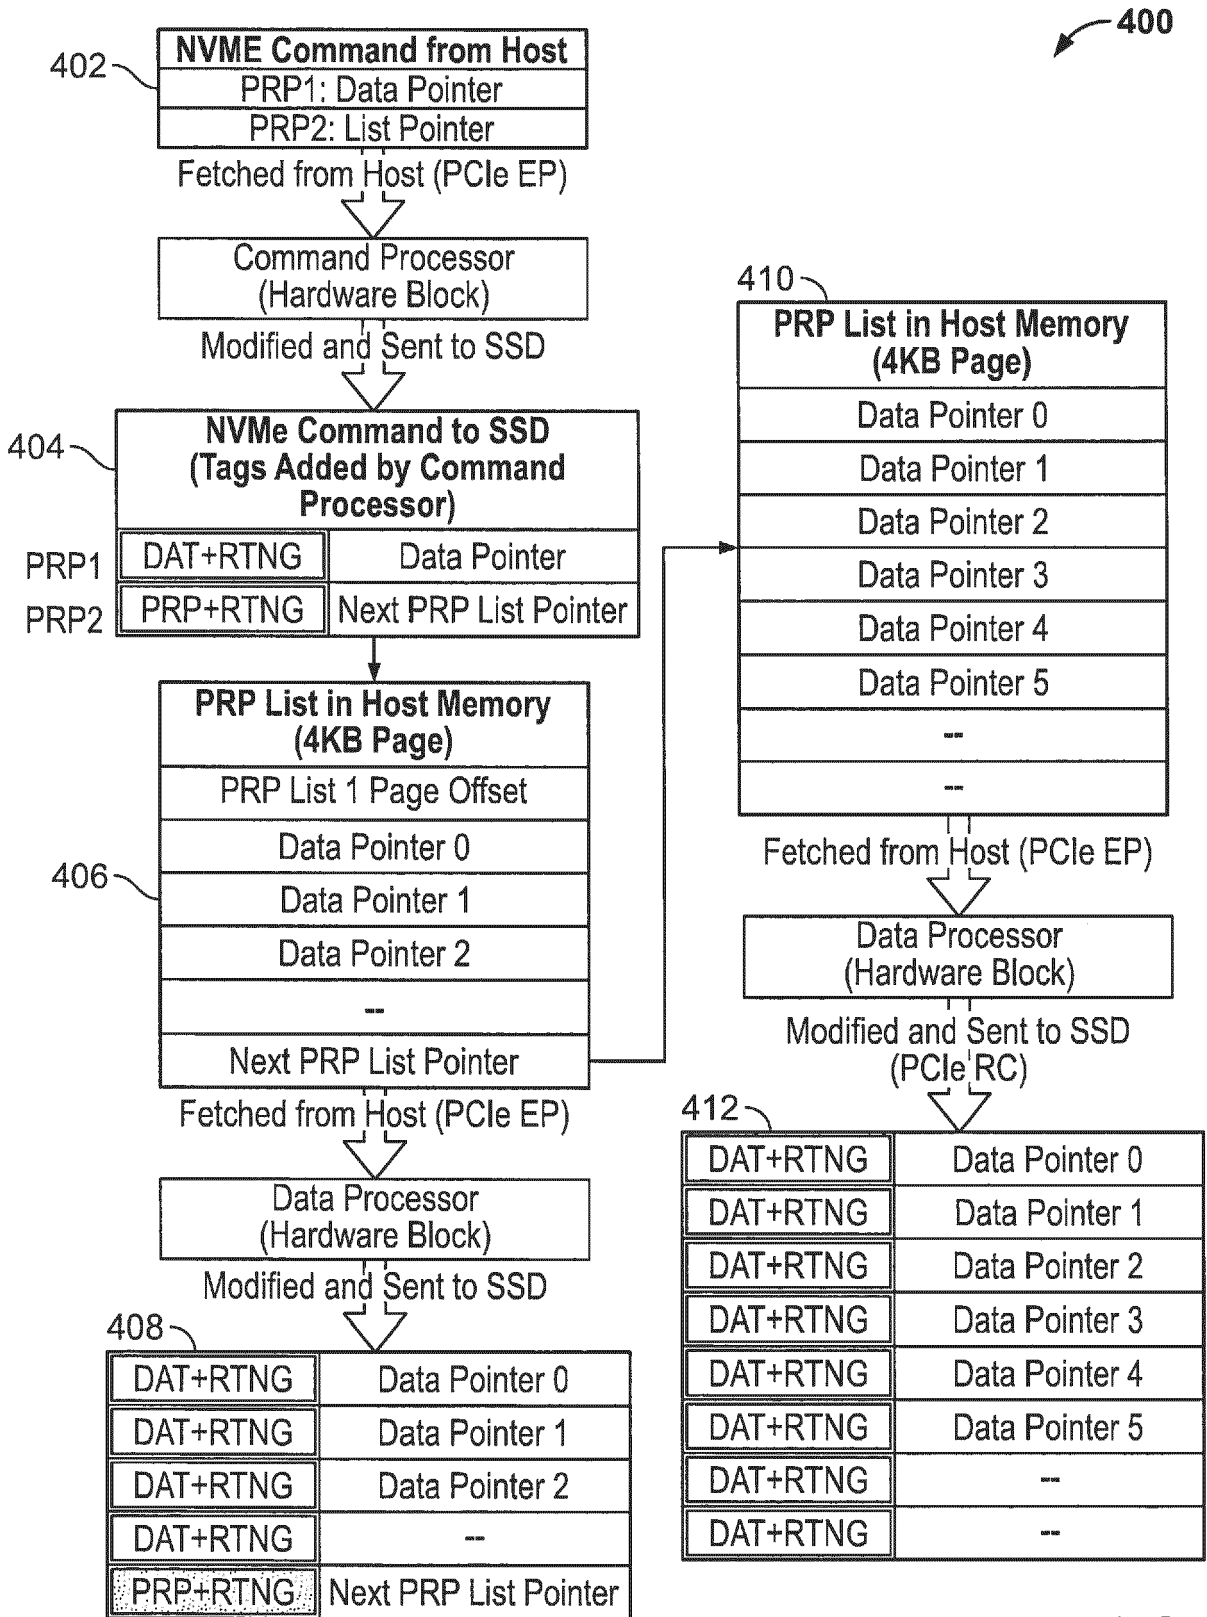 400
NVME Command from Host
402
PRP1: Data Pointer
PRP2: List Pointer
Fetched from Host (PCIe EP)
Command Processor
(Hardware Block)
Modified and Sent to SSD
404
NVMe Command to SSD
(Tags Added by Command
Processor)
PRP1 DAT+RTNG Data Pointer
PRP2 PRP+RTNG Next PRP List Pointer
406
PRP List in Host Memory
(4KB Page)
PRP List 1 Page Offset
Data Pointer 0
Data Pointer 1
Data Pointer 2
--
Next PRP List Pointer
Fetched from Host (PCIe EP)
Data Processor
(Hardware Block)
Modified and Sent to SSD
408
DAT+RTNG Data Pointer 0
DAT+RTNG Data Pointer 1
DAT+RTNG Data Pointer 2
DAT+RTNG --
PRP+RTNG Next PRP List Pointer
410
PRP List in Host Memory
(4KB Page)
Data Pointer 0
Data Pointer 1
Data Pointer 2
Data Pointer 3
Data Pointer 4
Data Pointer 5
--
--
Fetched from Host (PCIe EP)
Data Processor
(Hardware Block)
Modified and Sent to SSD
(PCIe RC)
412
DAT+RTNG Data Pointer 0
DAT+RTNG Data Pointer 1
DAT+RTNG Data Pointer 2
DAT+RTNG Data Pointer 3
DAT+RTNG Data Pointer 4
DAT+RTNG Data Pointer 5
DAT+RTNG --
DAT+RTNG --